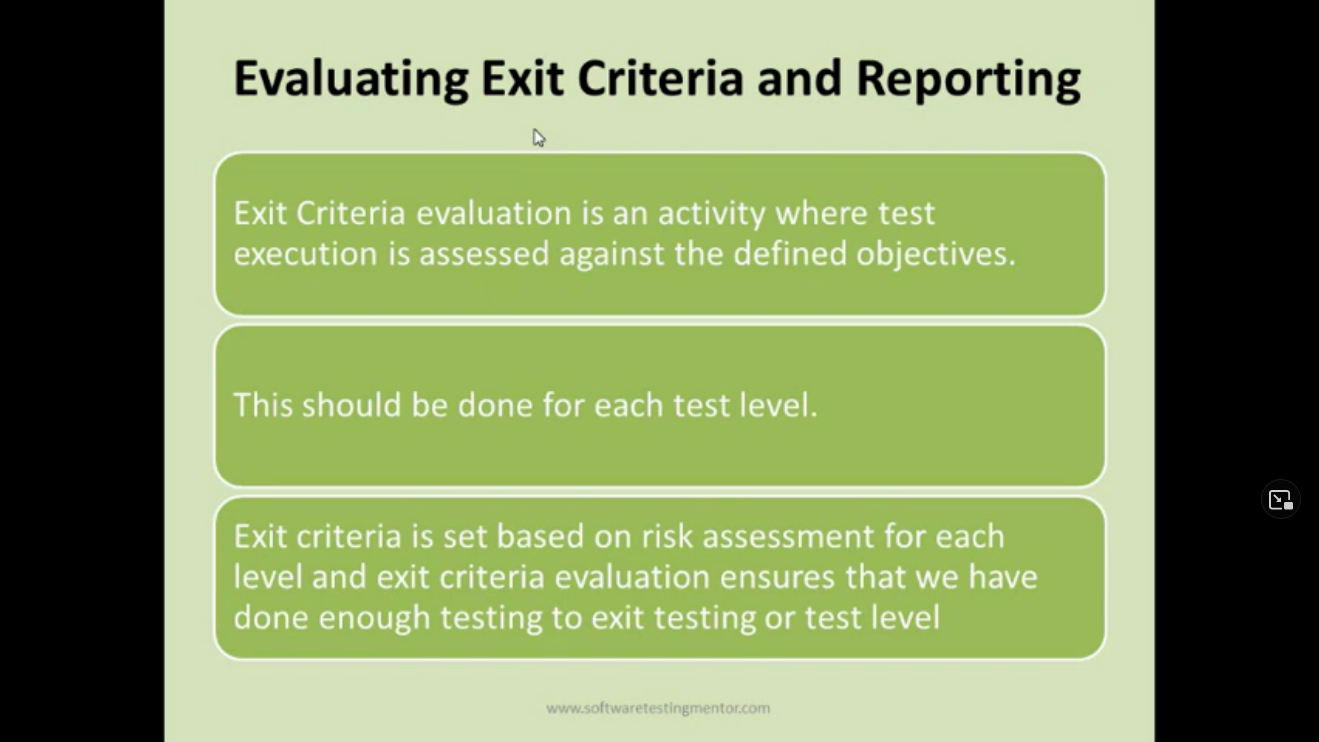 Evaluating Exit Criteria and Reporting
Exit Criteria evaluation is an activity where test
execution is assessed against the defined objectives.
This should be done for each test level.
Exit criteria is set based on risk assessment for each
level and exit criteria evaluation ensures that we have
done enough testing to exit testing or test level
www.softwaretestingmentor.com